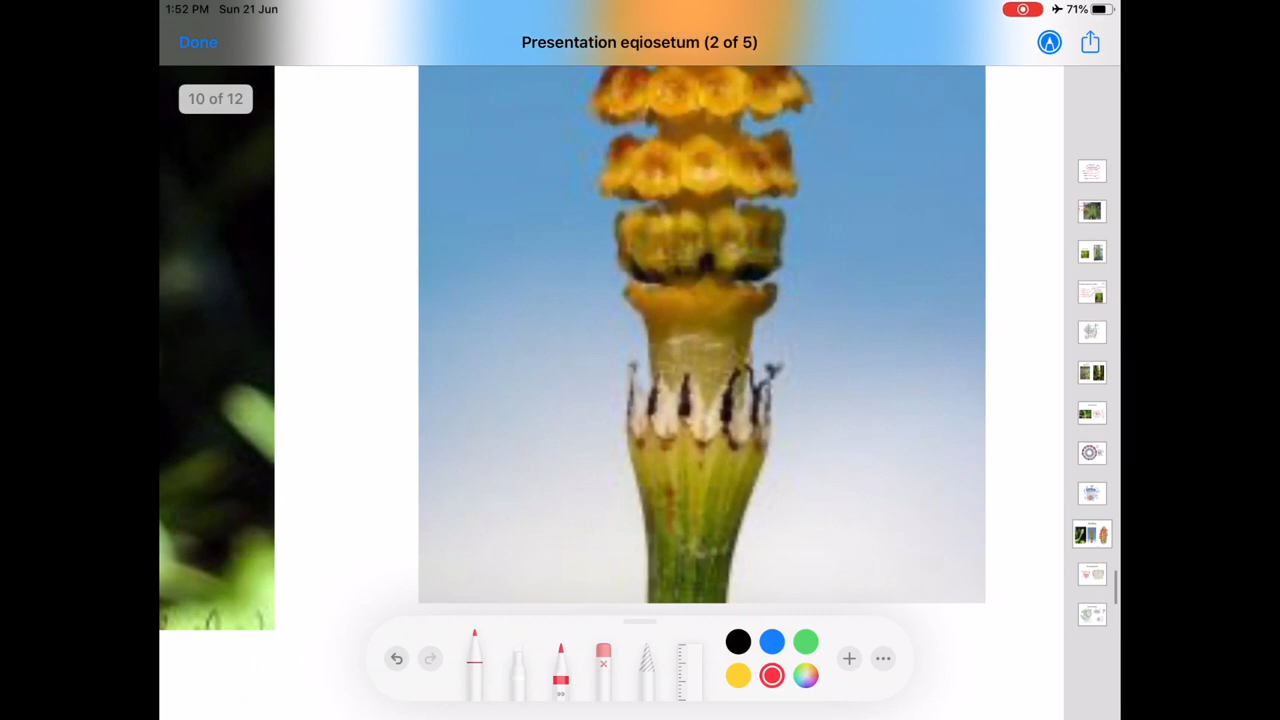 1:52 PM Sun 21 Jun
71%
Done
Presentation eqiosetum (2 of 5)
10 of 12